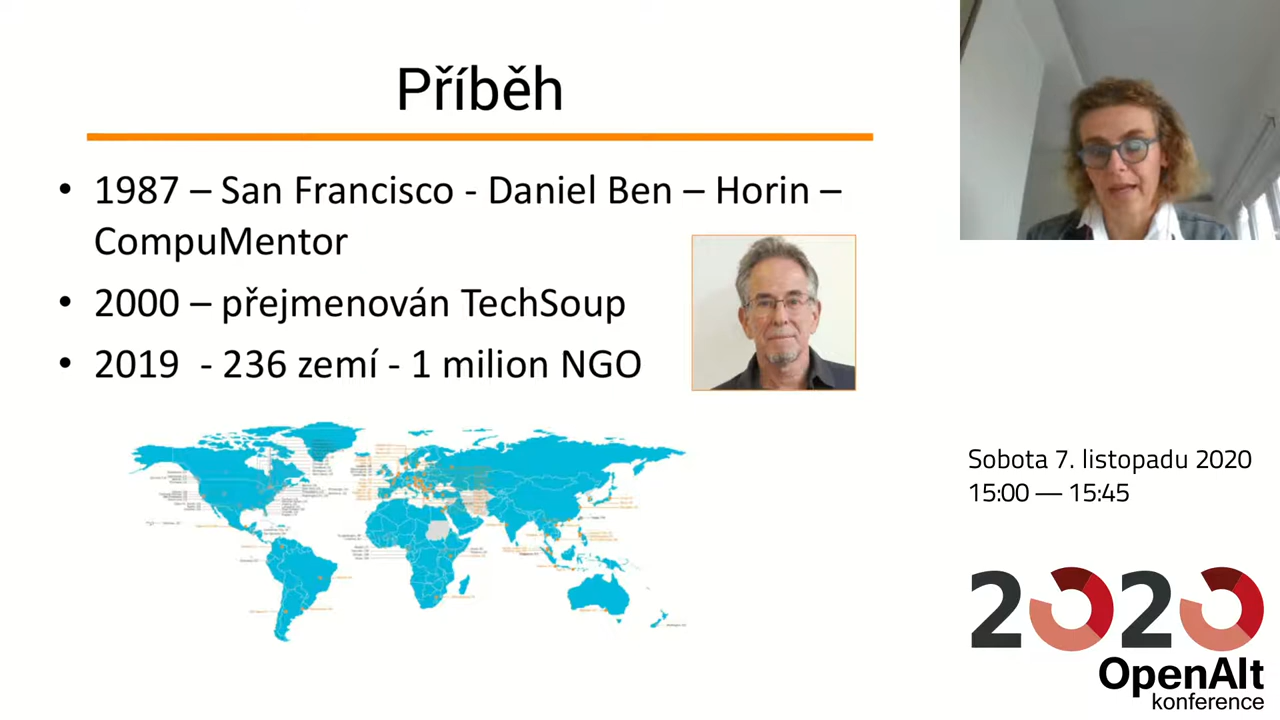 Příběh
• 1987 – San Francisco - Daniel Ben – Horin –
CompuMentor
• 2000 – přejmenován TechSoup
• 2019 - 236 zemí - 1 milion NGO
Sobota 7. listopadu 2020
15:00 — 15:45
2020
OpenAlt
konference